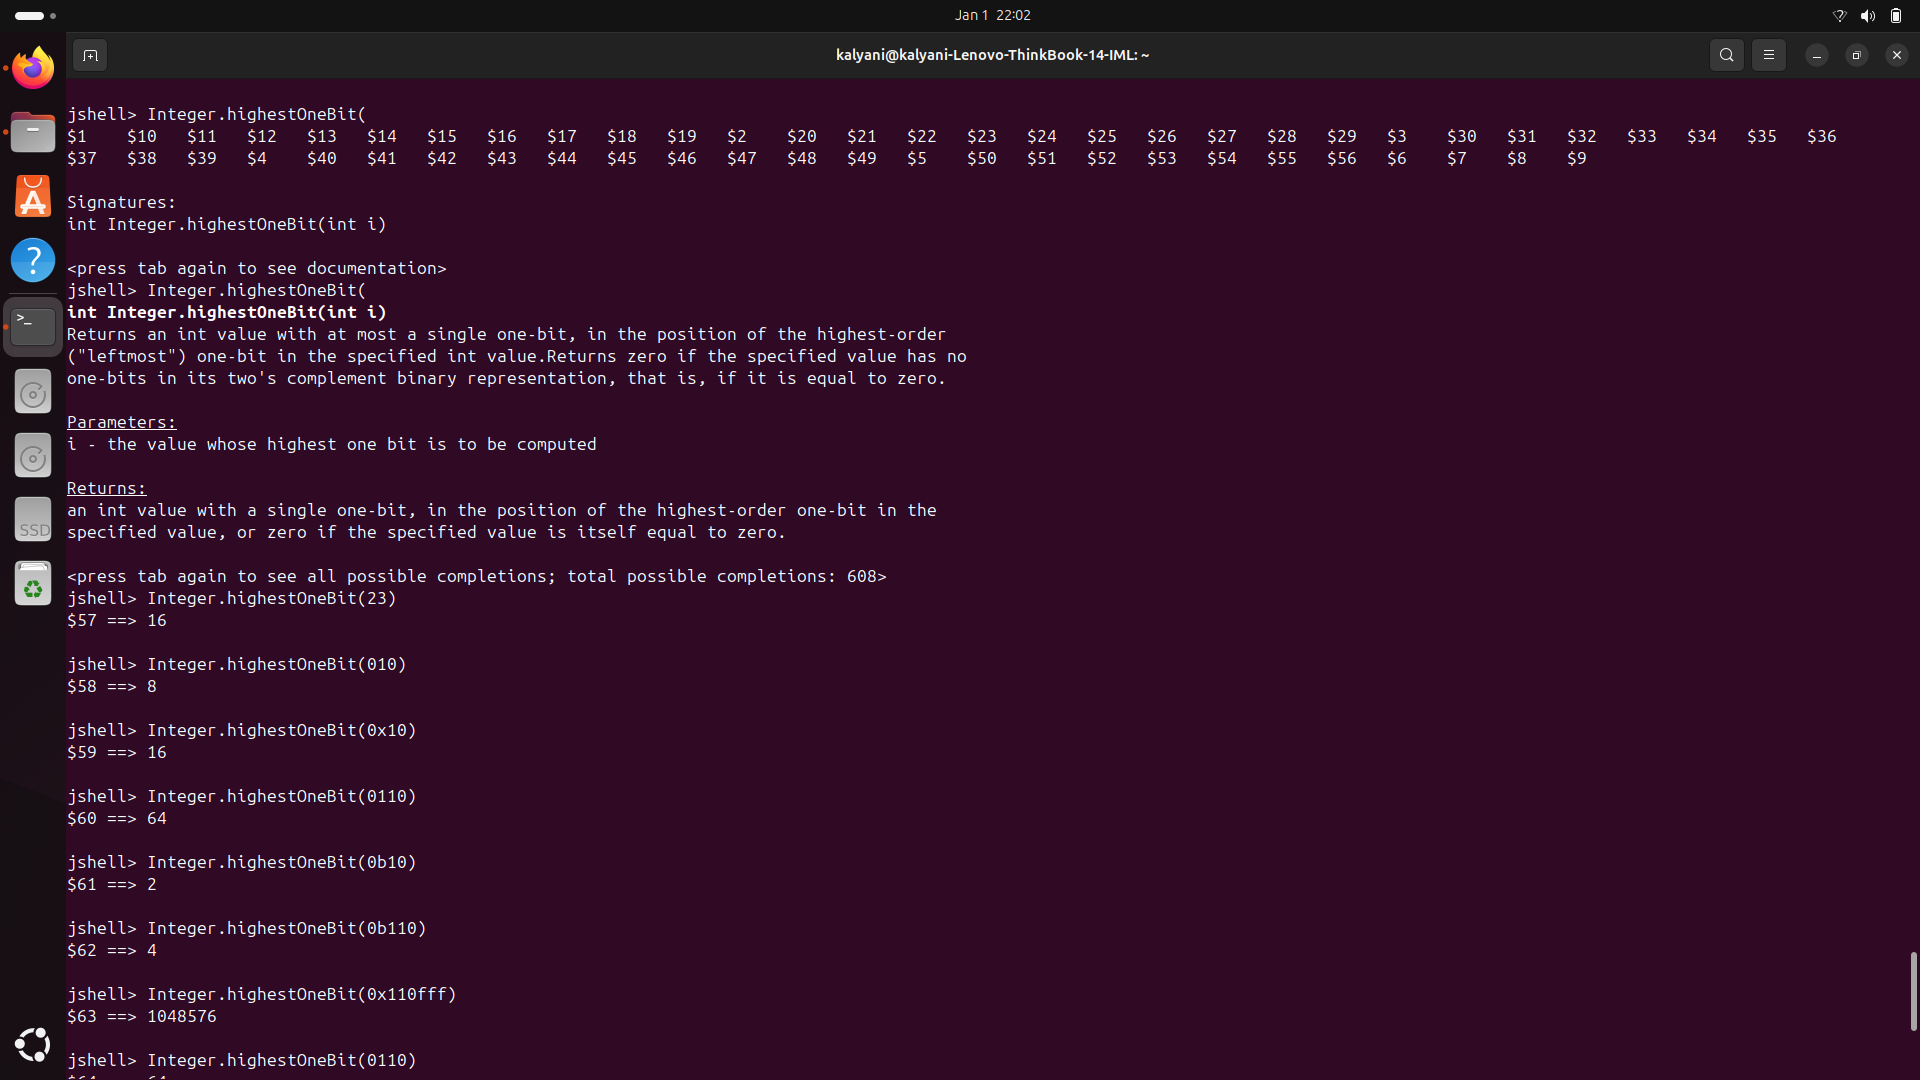 Jan 1 22:02
kalyani@kalyani-Lenovo-ThinkBook-14-IML: ~
jshell> Integer.highestOneBit(
$1 $10 $11 $12 $13 $14 $15 $16 $17 $18 $19 $2 $20 $21 $22 $23 $24 $25 $26 $27 $28 $29 $3 $30 $31 $32 $33 $34 $35 $36
$37 $38 $39 $4 $40 $41 $42 $43 $44 $45 $46 $47 $48 $49 $5 $50 $51 $52 $53 $54 $55 $56 $6 $7 $8 $9
Signatures:
int Integer.highestOneBit(int i)
<press tab again to see documentation>
jshell> Integer.highestOneBit(
int Integer.highestOneBit(int i)
Returns an int value with at most a single one-bit, in the position of the highest-order
("leftmost") one-bit in the specified int value.Returns zero if the specified value has no
one-bits in its two's complement binary representation, that is, if it is equal to zero.
Parameters:
i - the value whose highest one bit is to be computed
Returns:
an int value with a single one-bit, in the position of the highest-order one-bit in the
specified value, or zero if the specified value is itself equal to zero.
<press tab again to see all possible completions; total possible completions: 608>
jshell> Integer.highestOneBit(23)
$57 ==> 16
jshell> Integer.highestOneBit(010)
$58 ==> 8
jshell> Integer.highestOneBit(0x10)
$59 ==> 16
jshell> Integer.highestOneBit(0110)
$60 ==> 64
jshell> Integer.highestOneBit(0b10)
$61 ==> 2
jshell> Integer.highestOneBit(0b110)
$62 ==> 4
jshell> Integer.highestOneBit(0x110fff)
$63 ==> 1048576
jshell> Integer.highestOneBit(0110)
SSD